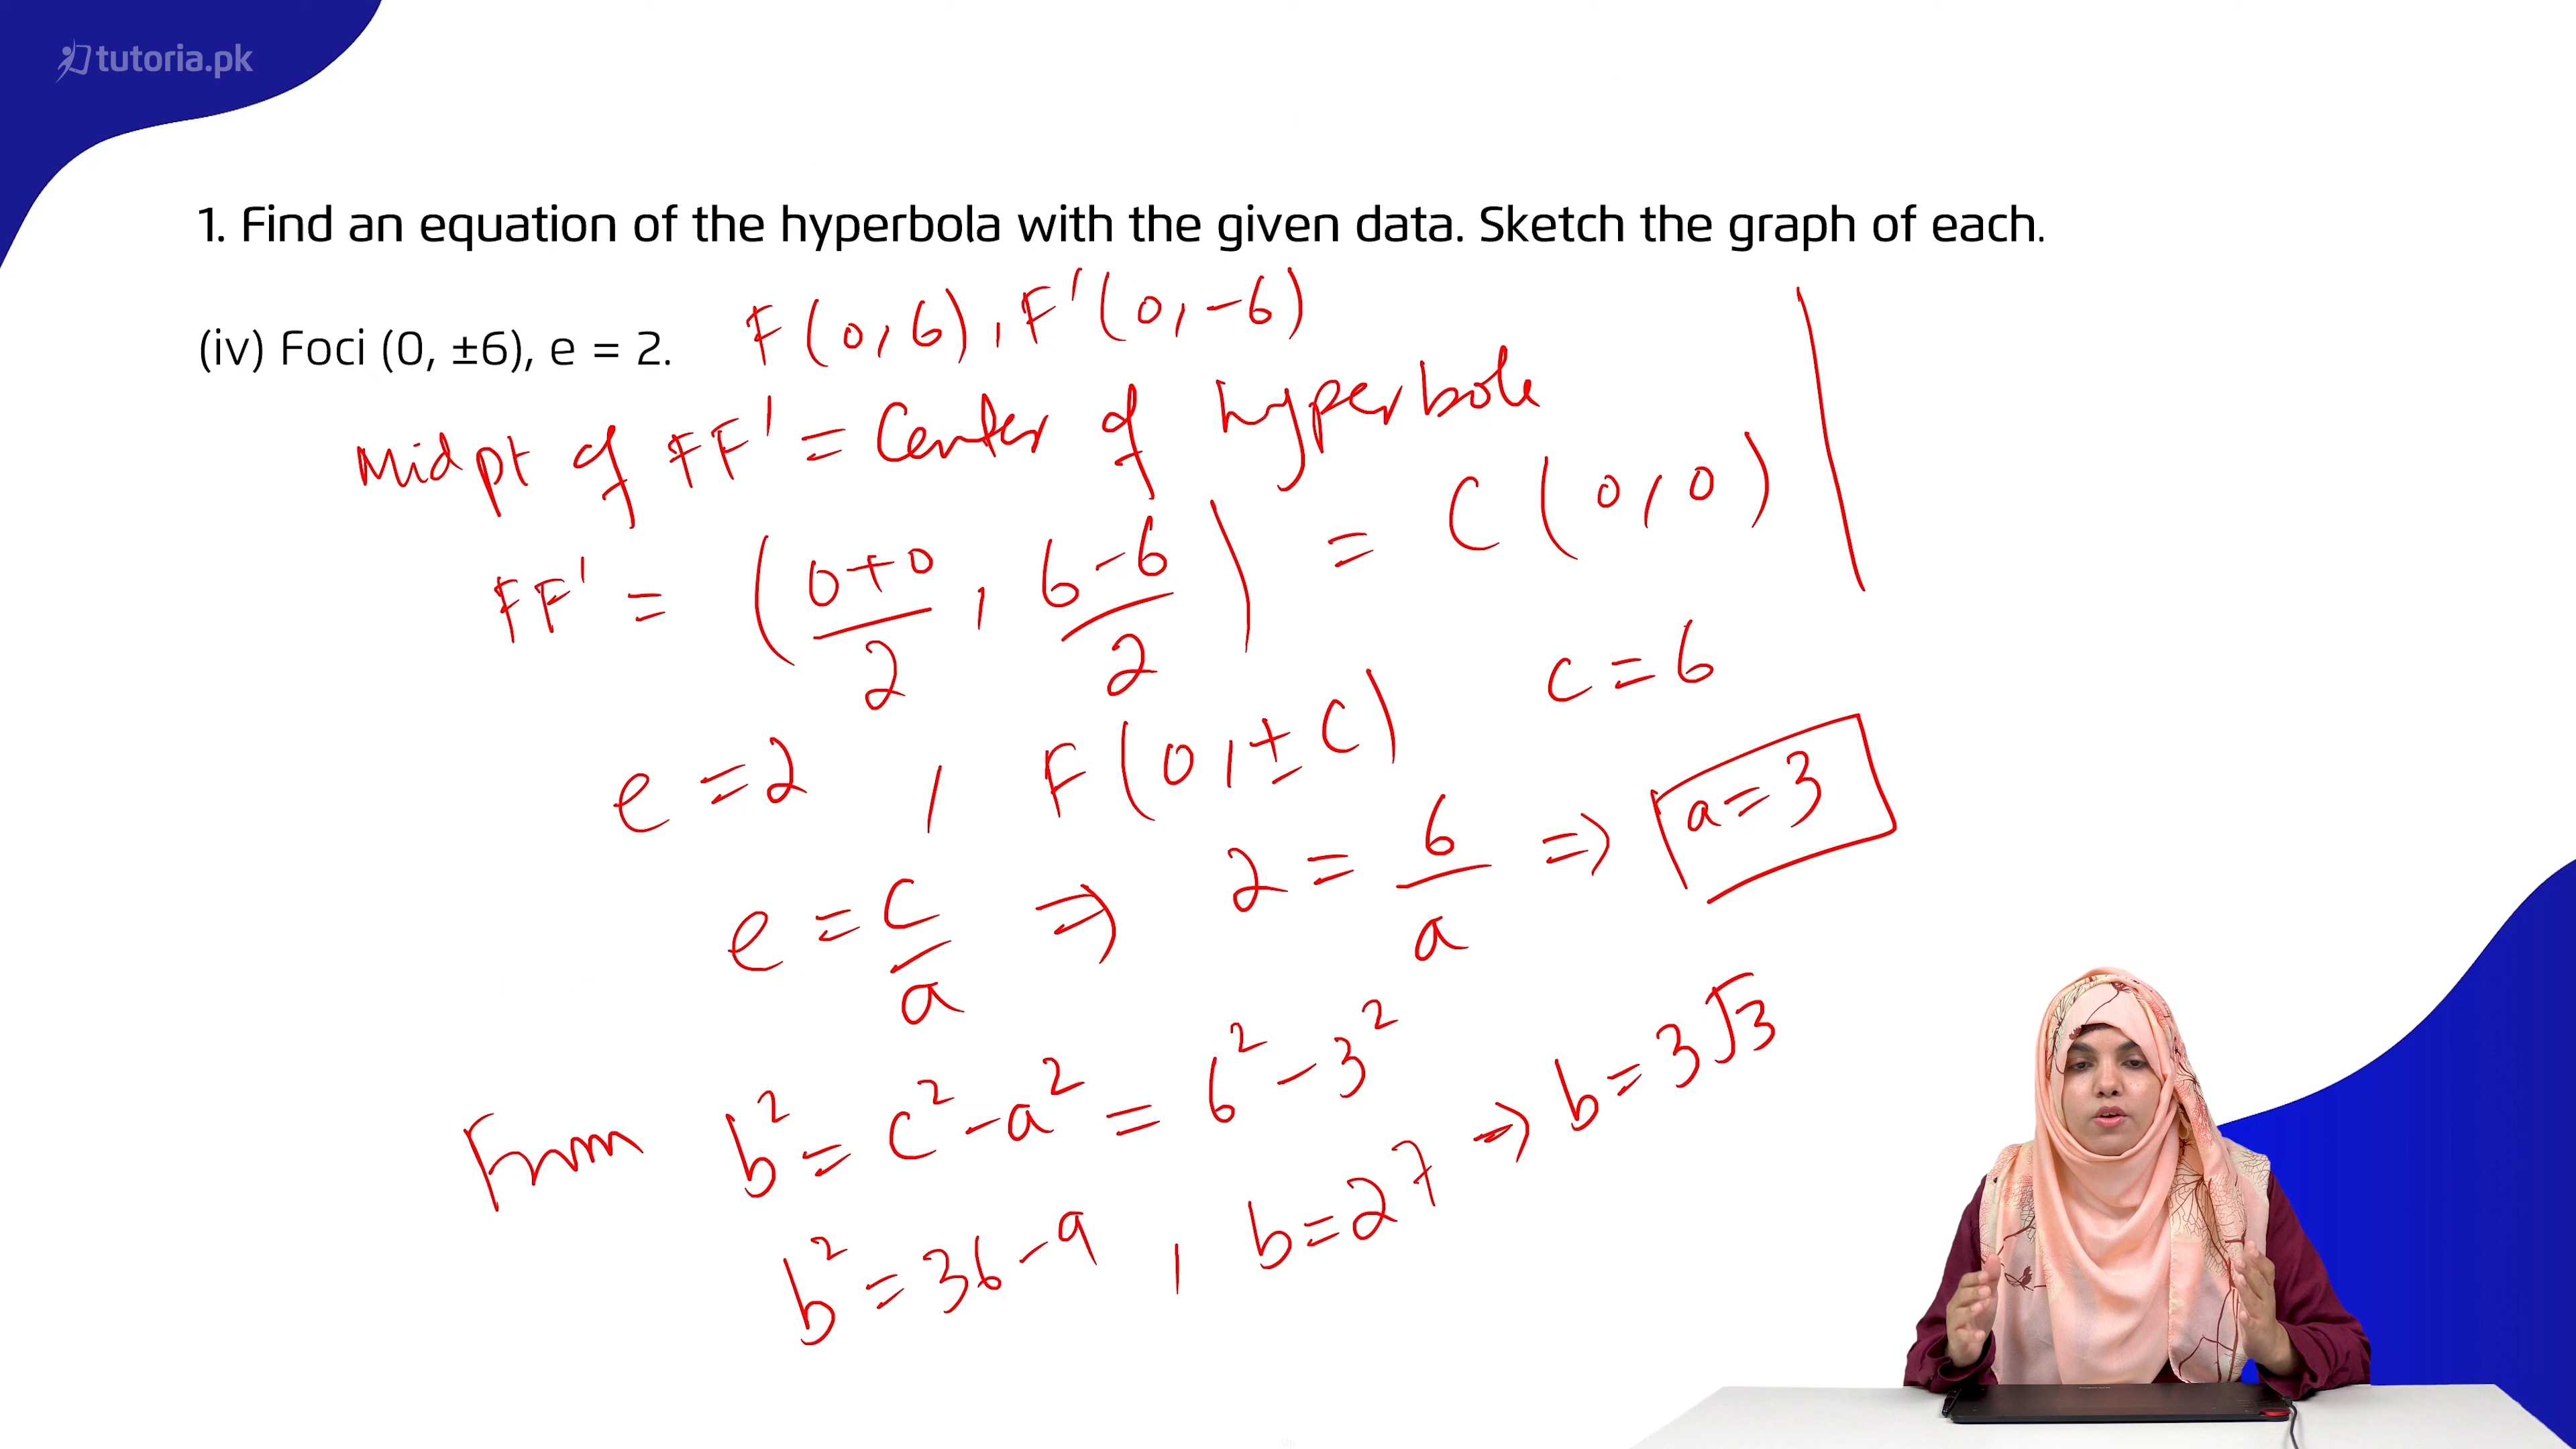 tutoria.pk
1. Find an equation of the hyperbola with the given data. Sketch the graph of each.
(iv) Foci (0, ±6), e = 2.
F(0,6), F'(0,-6)
Midpt of FF' = Center of hyperbola
FF' = ((0+0)/2, (6-6)/2) = C(0,0)
e = 2, F(0, ±C) c = 6
e = c/a ⇒ 2 = 6/a ⇒ a = 3
From b² = c² - a² = 6² - 3²
b² = 36 - 9, b = 27 → b = 3√3